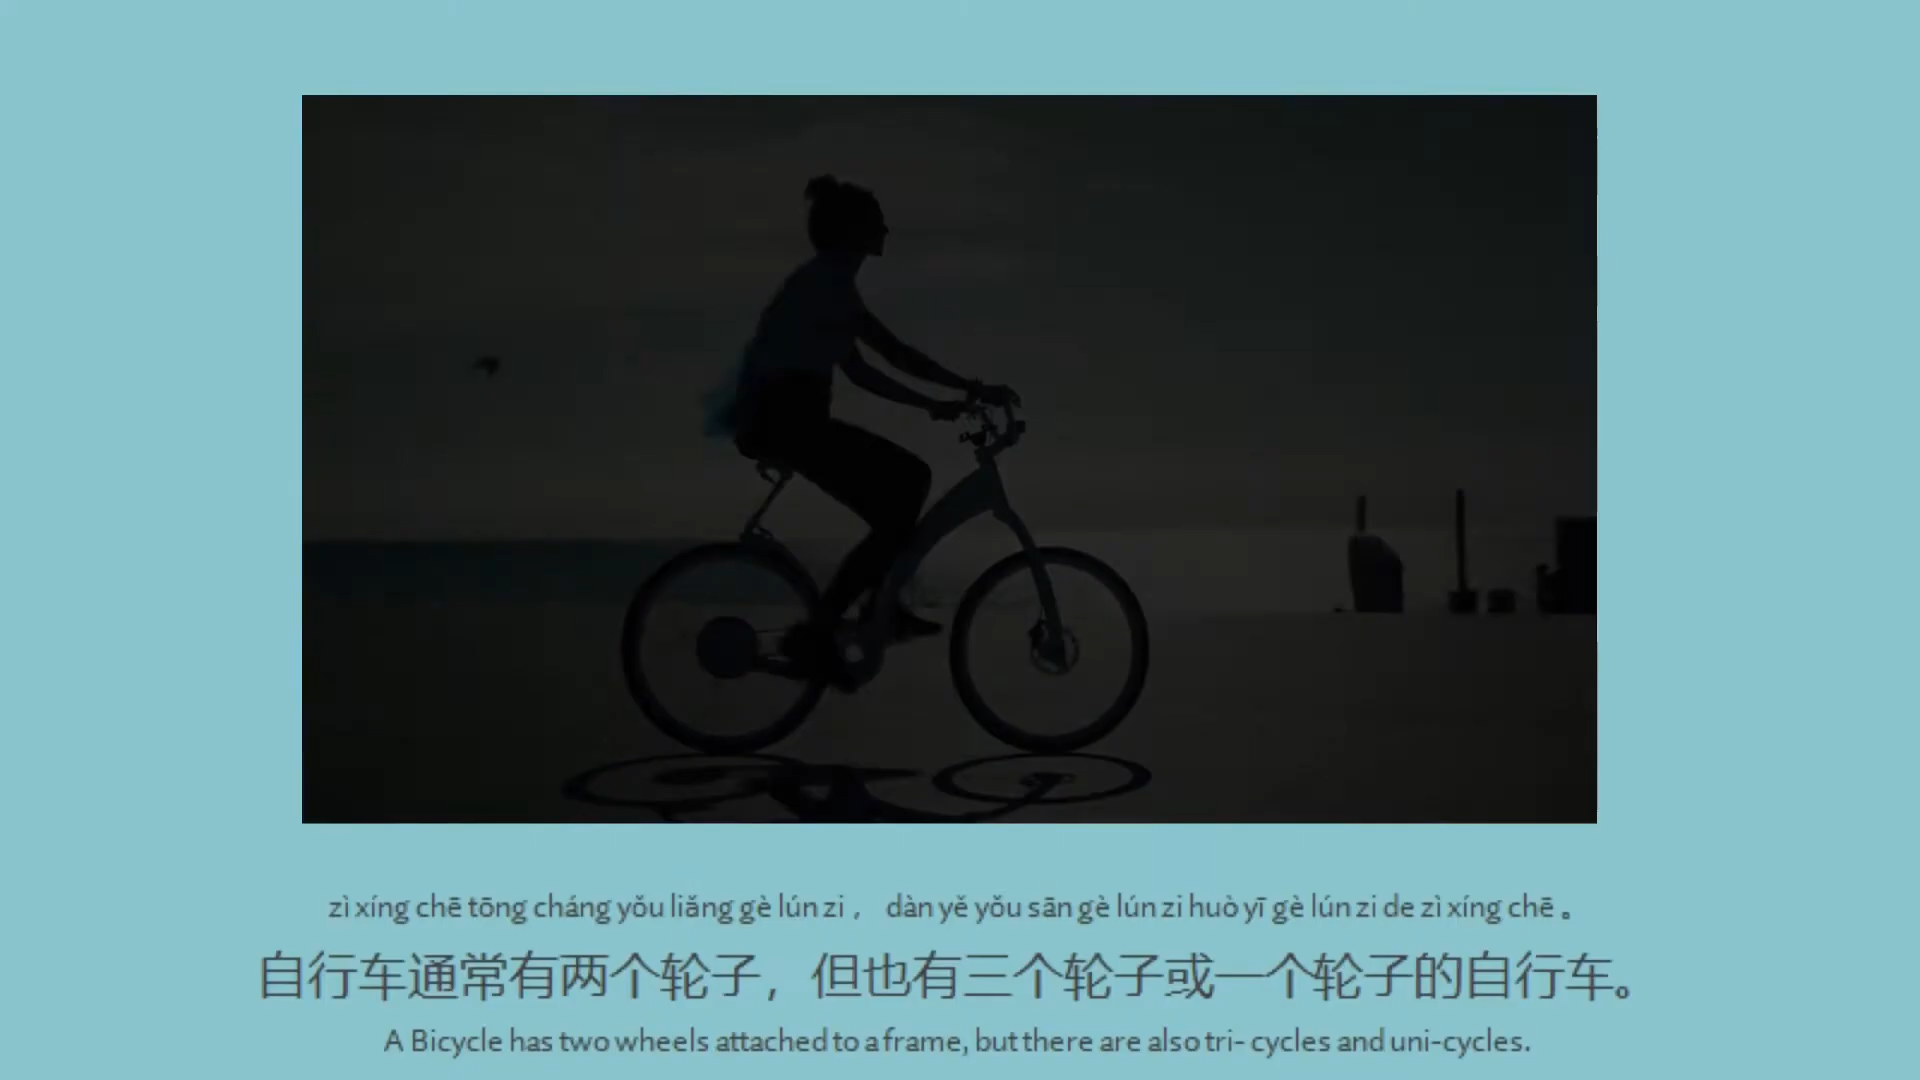 zì xíng chē tōng cháng yǒu liǎng gè lún zi， dàn yě yǒu sān gè lún zi huò yī gè lún zi de zì xíng chē 。
自行车通常有两个轮子，但也有三个轮子或一个轮子的自行车。
A Bicycle has two wheels attached to a frame, but there are also tri- cycles and uni-cycles.